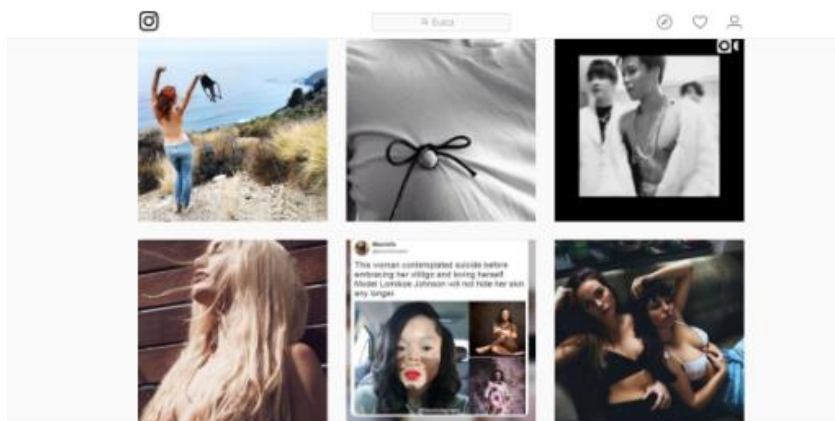 Busca
This woman contemplated suicide before
embracing her vitiligo and loving herself
Model Lomikoe Johnson will not hide her skin
any longer.